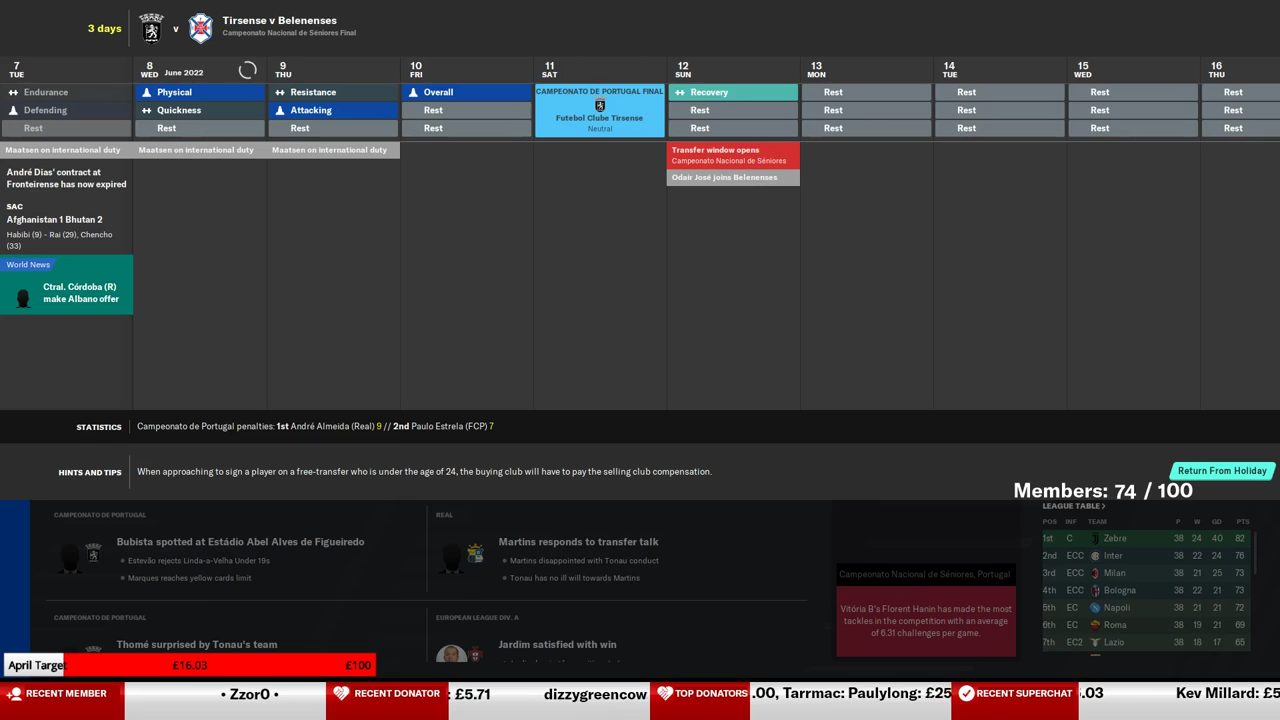 3 days
v
Tirsense v Belenenses
Campeonato Nacional de Séniores Final
7 TUE
8 WED June 2022
9 THU
10 FRI
11 SAT
12 SUN
13 MON
14 TUE
15 WED
16 THU
Endurance
Defending
Rest
Physical
Quickness
Rest
Resistance
Attacking
Rest
Overall
Rest
Rest
CAMPEONATO DE PORTUGAL FINAL
Futebol Clube Tirsense
Neutral
Recovery
Rest
Rest
Rest
Rest
Rest
Rest
Rest
Rest
Rest
Rest
Rest
Rest
Rest
Rest
Maatsen on international duty
Maatsen on international duty
Maatsen on international duty
Transfer window opens
Campeonato Nacional de Séniores
Odair José joins Belenenses
André Dias' contract at
Fronteirense has now expired
SAC
Afghanistan 1 Bhutan 2
Habibi (9) - Rai (29), Chencho
(33)
World News
Ctral. Córdoba (R)
make Albano offer
STATISTICS
Campeonato de Portugal penalties: 1st André Almeida (Real) 9 // 2nd Paulo Estrela (FCP) 7
HINTS AND TIPS
When approaching to sign a player on a free-transfer who is under the age of 24, the buying club will have to pay the selling club compensation.
Return From Holiday
Members: 74 / 100
CAMPEONATO DE PORTUGAL
Bubista spotted at Estádio Abel Alves de Figueiredo
Estevão rejects Linda-a-Velha Under 19s
Marques reaches yellow cards limit
REAL
Martins responds to transfer talk
Martins disappointed with Tonau conduct
Tonau has no ill will towards Martins
CAMPEONATO DE PORTUGAL
Thomé surprised by Tonau's team
EUROPEAN LEAGUE DIV. A
Jardim satisfied with win
Campeonato Nacional de Séniores, Portugal
Vitória B's Florent Hanin has made the most
tackles in the competition with an average
of 6.31 challenges per game.
LEAGUE TABLE >
POS INF TEAM P W GD PTS
1st C Zebre 38 24 40 82
2nd ECC Inter 38 22 24 76
3rd ECC Milan 38 21 25 73
4th ECC Bologna 38 22 21 73
5th EC Napoli 38 21 21 72
6th EC Roma 38 19 21 69
7th EC2 Lazio 38 18 17 65
April Target
£16.03
£100
RECENT MEMBER
• Zzor0 •
RECENT DONATOR
: £5.71
dizzygreencow
TOP DONATORS
.00, Tarrmac: Paulylong: £25
RECENT SUPERCHAT
.03
Kev Millard: £5